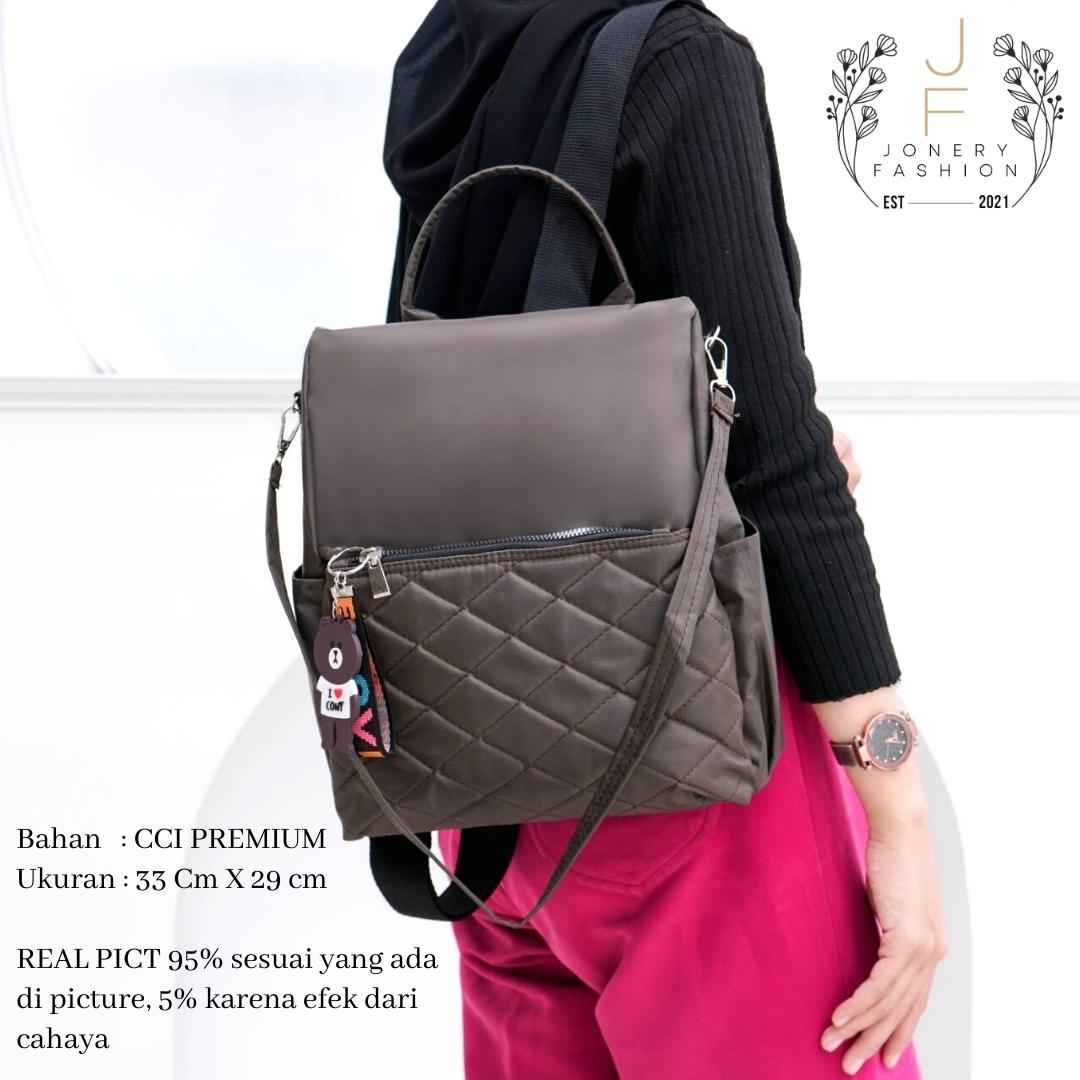 J
F
JONERY
FASHION
EST 2021
I ♥
CONY
Bahan : CCI PREMIUM
Ukuran : 33 Cm X 29 cm
REAL PICT 95% sesuai yang ada
di picture, 5% karena efek dari
cahaya